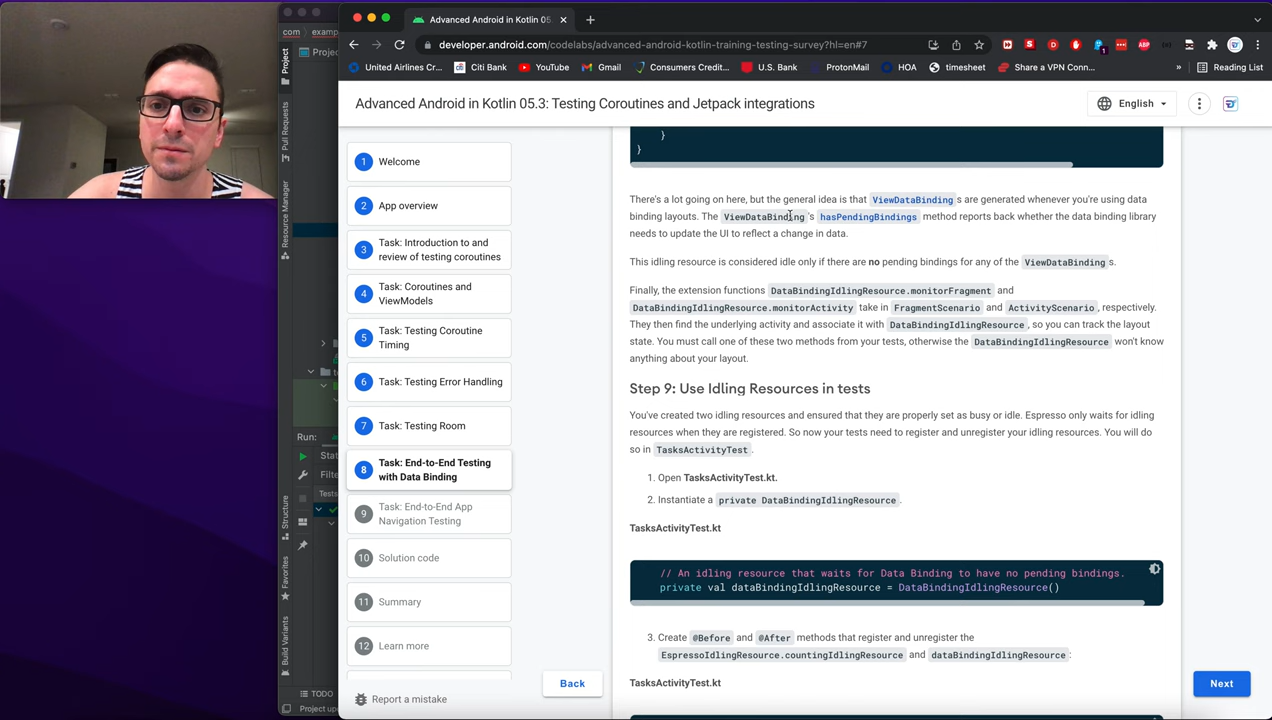 com
examp
Advanced Android in Kotlin 05.
developer.android.com/codelabs/advanced-android-kotlin-training-testing-survey?hl=en#7
United Airlines Cr...
Citi Bank
YouTube
Gmail
Consumers Credit...
U.S. Bank
ProtonMail
HOA
timesheet
Share a VPN Conn...
»
Reading List
Advanced Android in Kotlin 05.3: Testing Coroutines and Jetpack integrations
English
Project
Pull Requests
Resource Manager
Structure
Favorites
Build Variants
Run:
TODO
1 Welcome
2 App overview
3 Task: Introduction to and
review of testing coroutines
4 Task: Coroutines and
ViewModels
5 Task: Testing Coroutine
Timing
6 Task: Testing Error Handling
7 Task: Testing Room
8 Task: End-to-End Testing
with Data Binding
9 Task: End-to-End App
Navigation Testing
10 Solution code
11 Summary
12 Learn more
Report a mistake
}
}
There's a lot going on here, but the general idea is that ViewDataBinding s are generated whenever you're using data
binding layouts. The ViewDataBinding 's hasPendingBindings method reports back whether the data binding library
needs to update the UI to reflect a change in data.
This idling resource is considered idle only if there are no pending bindings for any of the ViewDataBinding s.
Finally, the extension functions DataBindingIdlingResource.monitorFragment and
DataBindingIdlingResource.monitorActivity take in FragmentScenario and ActivityScenario, respectively.
They then find the underlying activity and associate it with DataBindingIdlingResource, so you can track the layout
state. You must call one of these two methods from your tests, otherwise the DataBindingIdlingResource won't know
anything about your layout.
Step 9: Use Idling Resources in tests
You've created two idling resources and ensured that they are properly set as busy or idle. Espresso only waits for idling
resources when they are registered. So now your tests need to register and unregister your idling resources. You will do
so in TasksActivityTest.
1. Open TasksActivityTest.kt.
2. Instantiate a private DataBindingIdlingResource.
TasksActivityTest.kt
// An idling resource that waits for Data Binding to have no pending bindings.
private val dataBindingIdlingResource = DataBindingIdlingResource()
3. Create @Before and @After methods that register and unregister the
EspressoIdlingResource.countingIdlingResource and dataBindingIdlingResource:
TasksActivityTest.kt
Back
Next